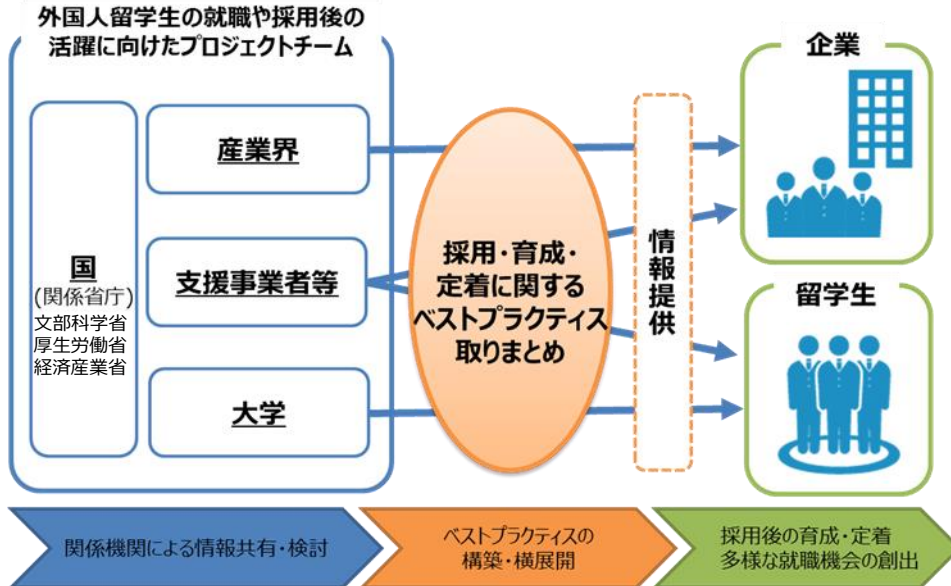 外国人留学生の就職や採用後の
活躍に向けたプロジェクトチーム
国
(関係省庁)
文部科学省
厚生労働省
経済産業省
産業界
支援事業者等
大学
採用・育成・
定着に関する
ベストプラクティス
取りまとめ
情報提供
企業
留学生
関係機関による情報共有・検討
ベストプラクティスの
構築・横展開
採用後の育成・定着
多様な就職機会の創出